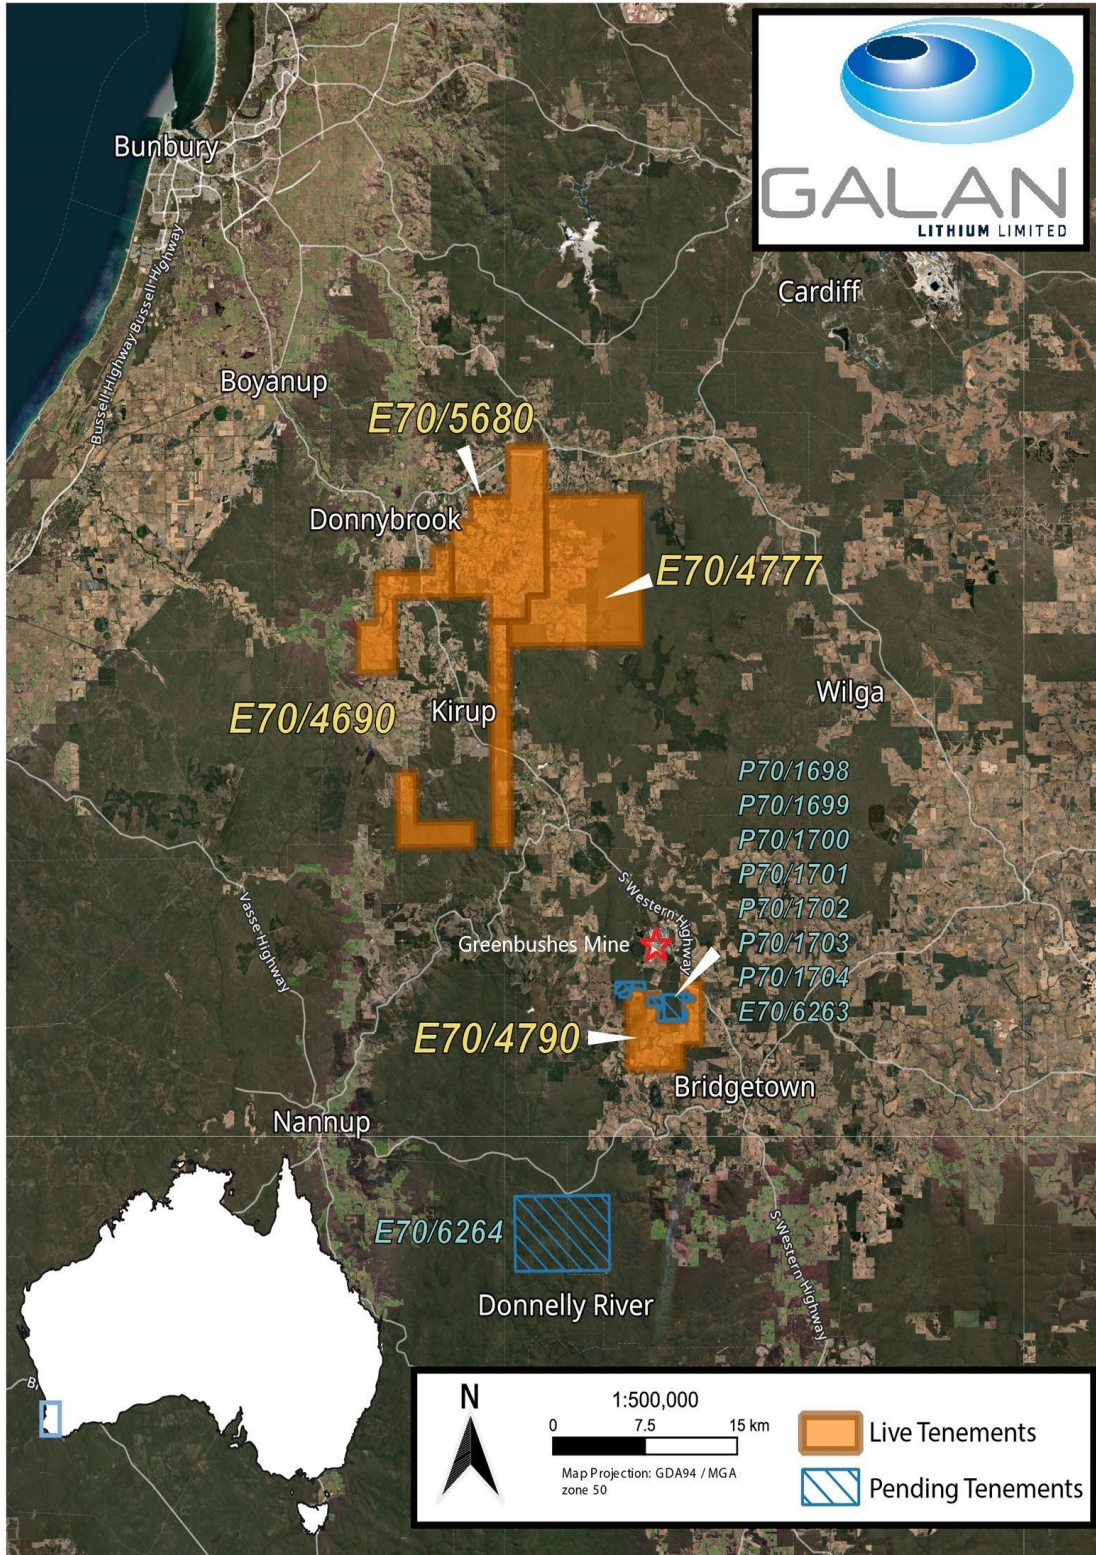 GALAN
LITHIUM LIMITED
Bunbury
Bussell Highway
Bussell Highway
Cardiff
Boyanup
E70/5680
Donnybrook
E70/4777
Wilga
E70/4690
Kirup
P70/1698
P70/1699
P70/1700
P70/1701
P70/1702
P70/1703
P70/1704
E70/6263
S Western Highway
Vasse Highway
Greenbushes Mine
E70/4790
Bridgetown
Nannup
E70/6264
S Western Highway
Donnelly River
N
1:500,000
0 7.5 15 km
Map Projection: GDA94 / MGA
zone 50
Live Tenements
Pending Tenements